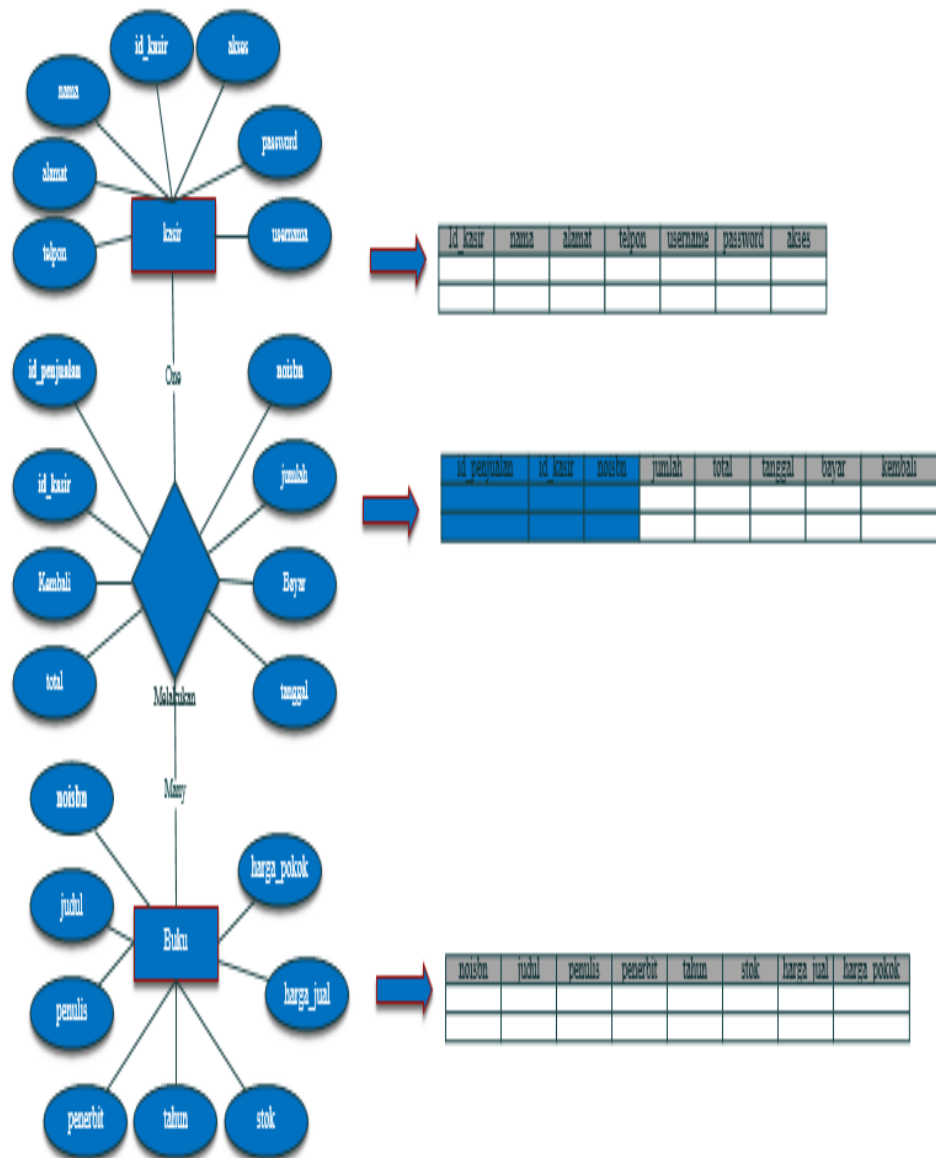 id_kasir
akses
nama
password
alamat
kasir
username
telpon
Id_kasir nama alamat telpon username password akses
One
id_penjualan
noisbn
id_kasir
jumlah
id_penjualan id_kasir noisbn jumlah total tanggal bayar kembali
Kembali
Bayar
total
tanggal
Melakukan
Many
noisbn
harga_pokok
judul
Buku
penulis
harga_jual
noisbn judul penulis penerbit tahun stok harga_jual harga_pokok
penerbit
tahun
stok